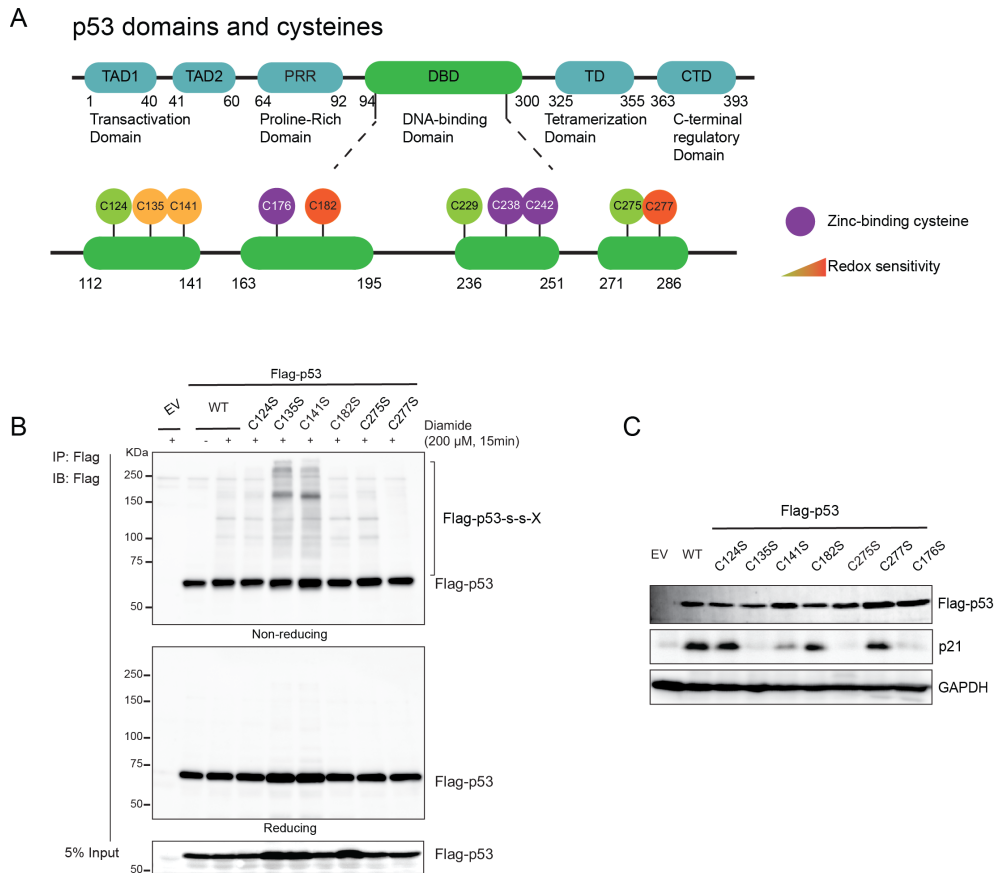 A
p53 domains and cysteines
TAD1 TAD2 PRR DBD TD CTD
1 40 41 60 64 92 94 300 325 355 363 393
Transactivation Domain
Proline-Rich Domain
DNA-binding Domain
Tetramerization Domain
C-terminal regulatory Domain
C124 C135 C141 C176 C182 C229 C238 C242 C275 C277
112 141 163 195 236 251 271 286
Zinc-binding cysteine
Redox sensitivity
B
Flag-p53
EV WT C124S C135S C141S C182S C275S C277S
Diamide
+ - + + + + + + +
(200 µM, 15min)
IP: Flag
IB: Flag
KDa
250
150
100
75
50
Flag-p53-s-s-X
Flag-p53
Non-reducing
250
150
100
75
50
Flag-p53
Reducing
5% Input
50
Flag-p53
C
Flag-p53
EV WT C124S C135S C141S C182S C275S C277S C176S
Flag-p53
p21
GAPDH